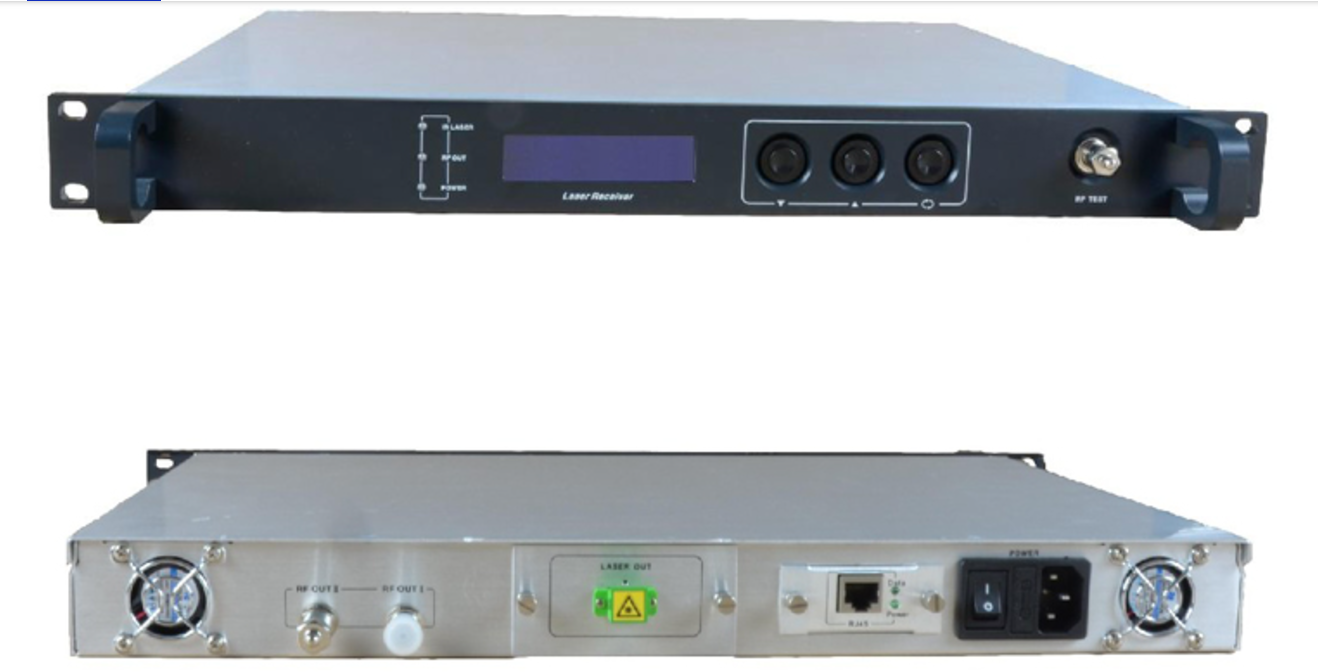 IN LASER
RF OUT
POWER
Laser Receiver
RF TEST
POWER
LASER OUT
RF OUT II
RF OUT I
Data
Power
RJ45